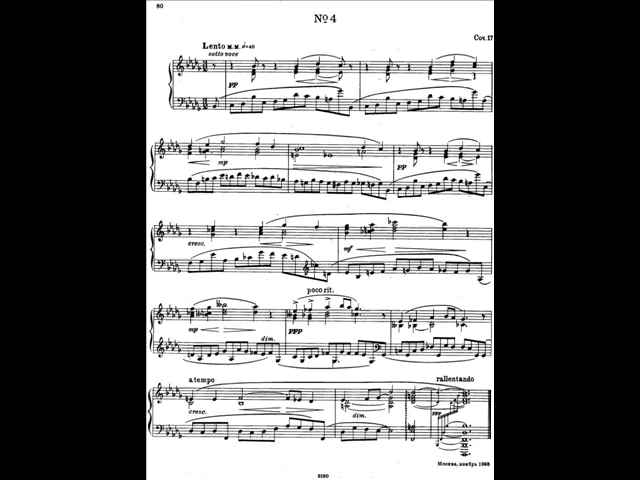 80
№ 4
Соч. 17
Lento м.м. 𝅗𝅥=40
sotto voce
pp
mp
pp
cresc.
mf
poco rit.
mp
dim.
ppp
a tempo
rallentando
cresc.
dim.
Москва, ноябрь 1895
2180